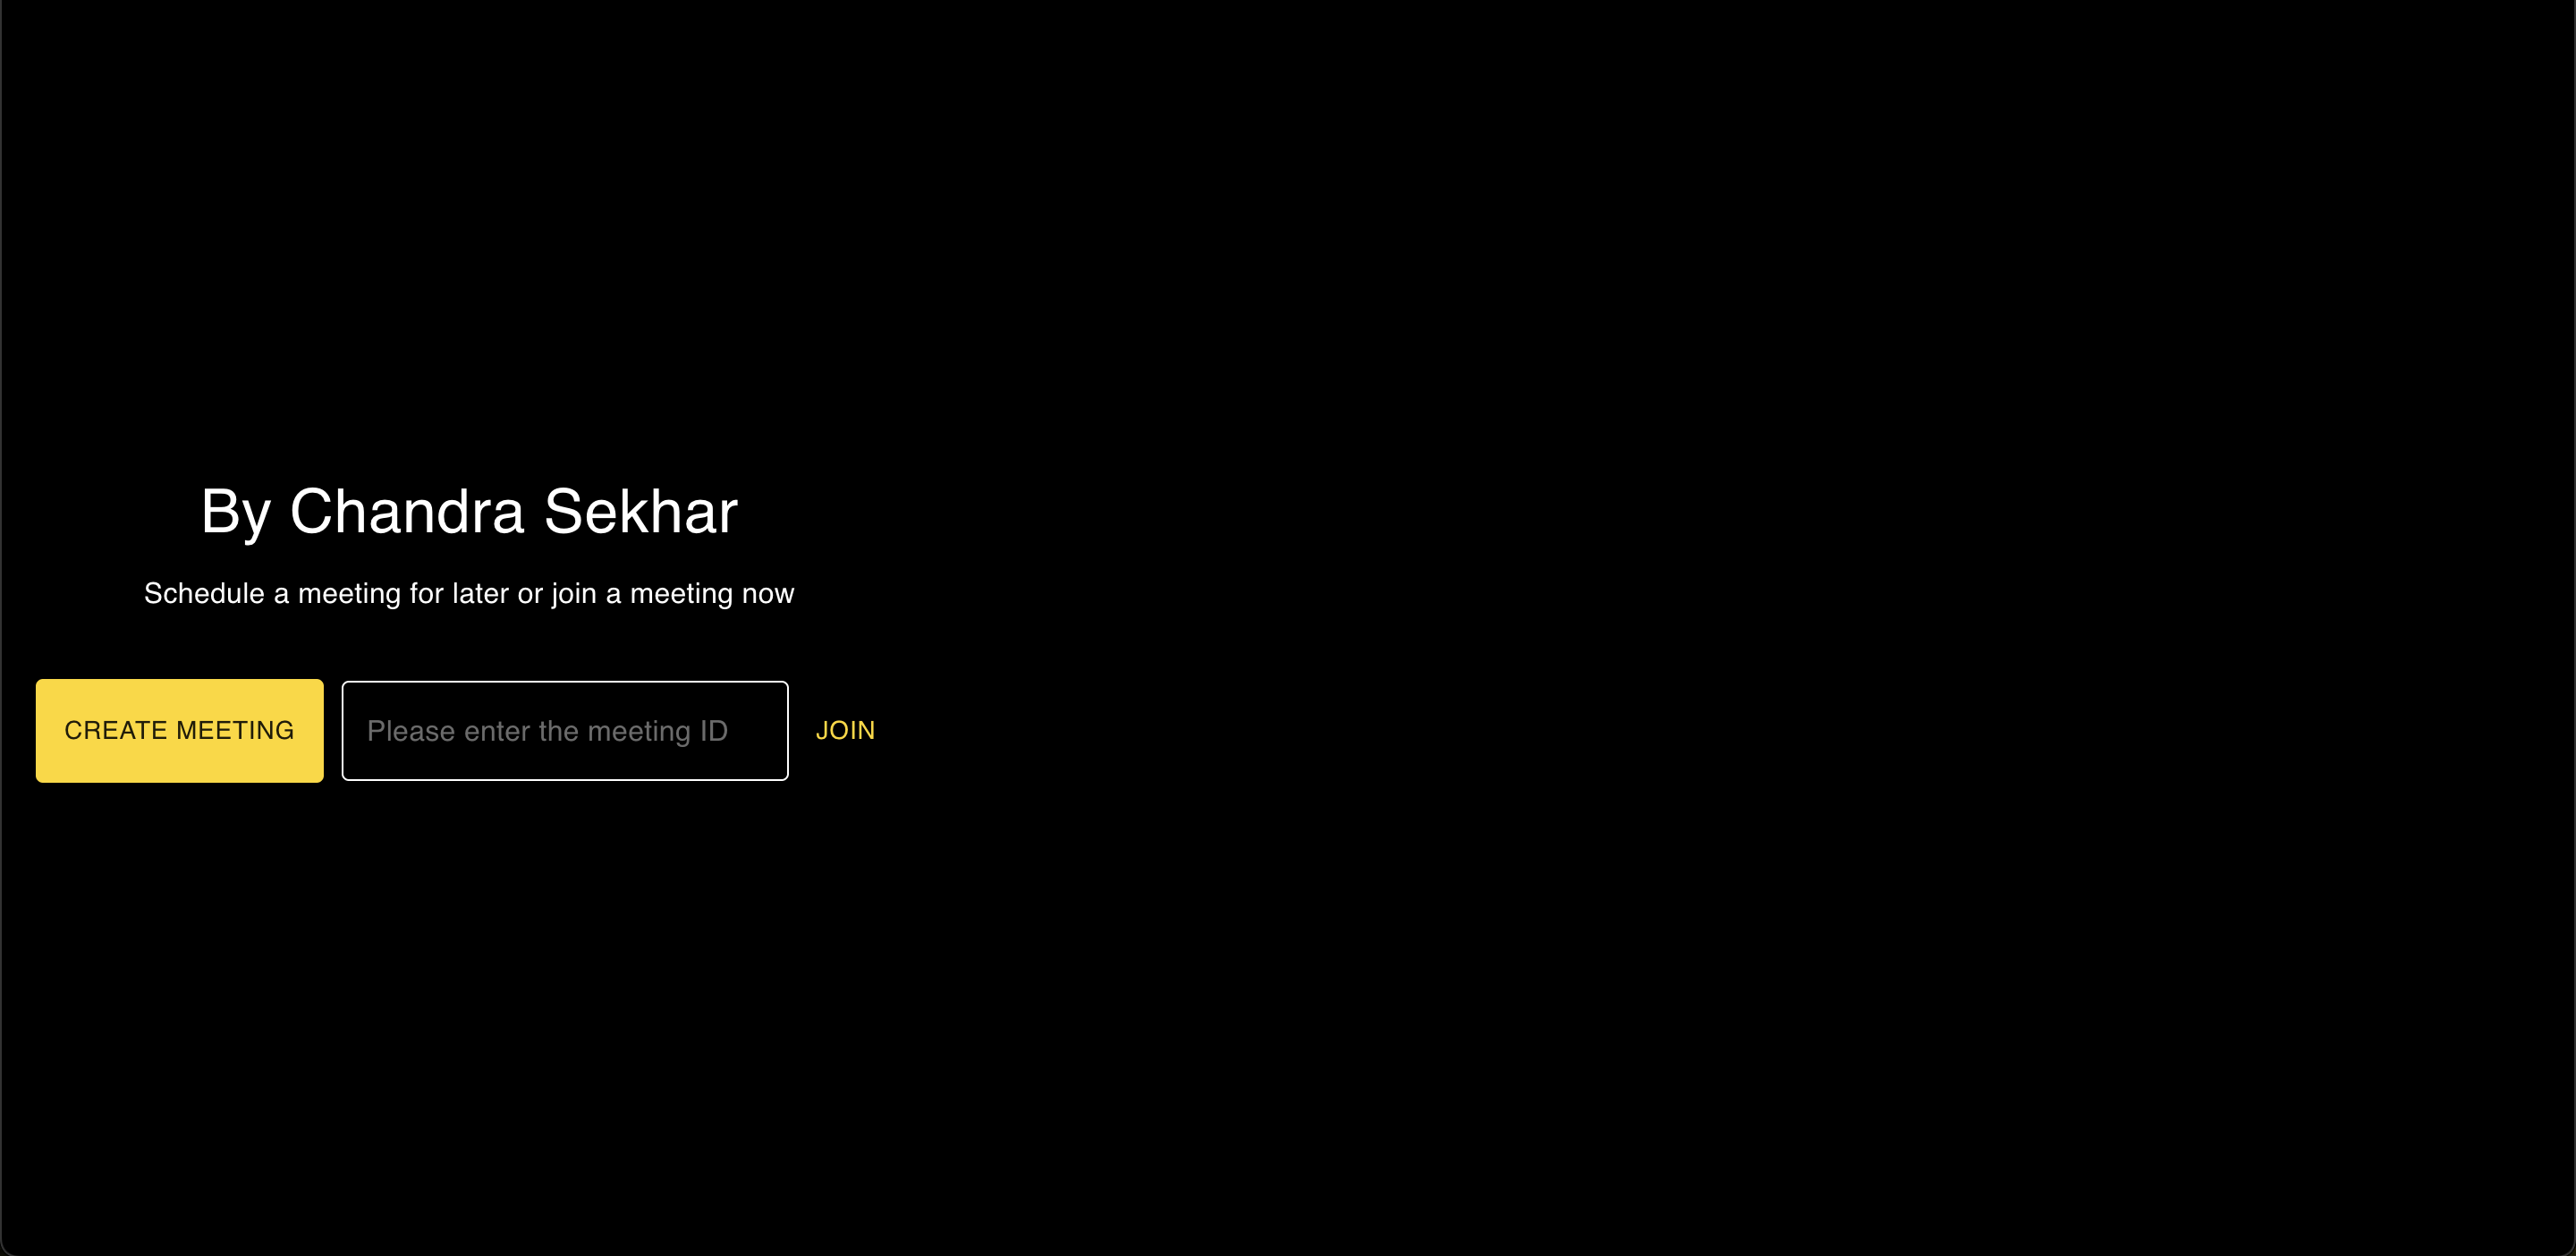 By Chandra Sekhar
Schedule a meeting for later or join a meeting now
CREATE MEETING
Please enter the meeting ID
JOIN